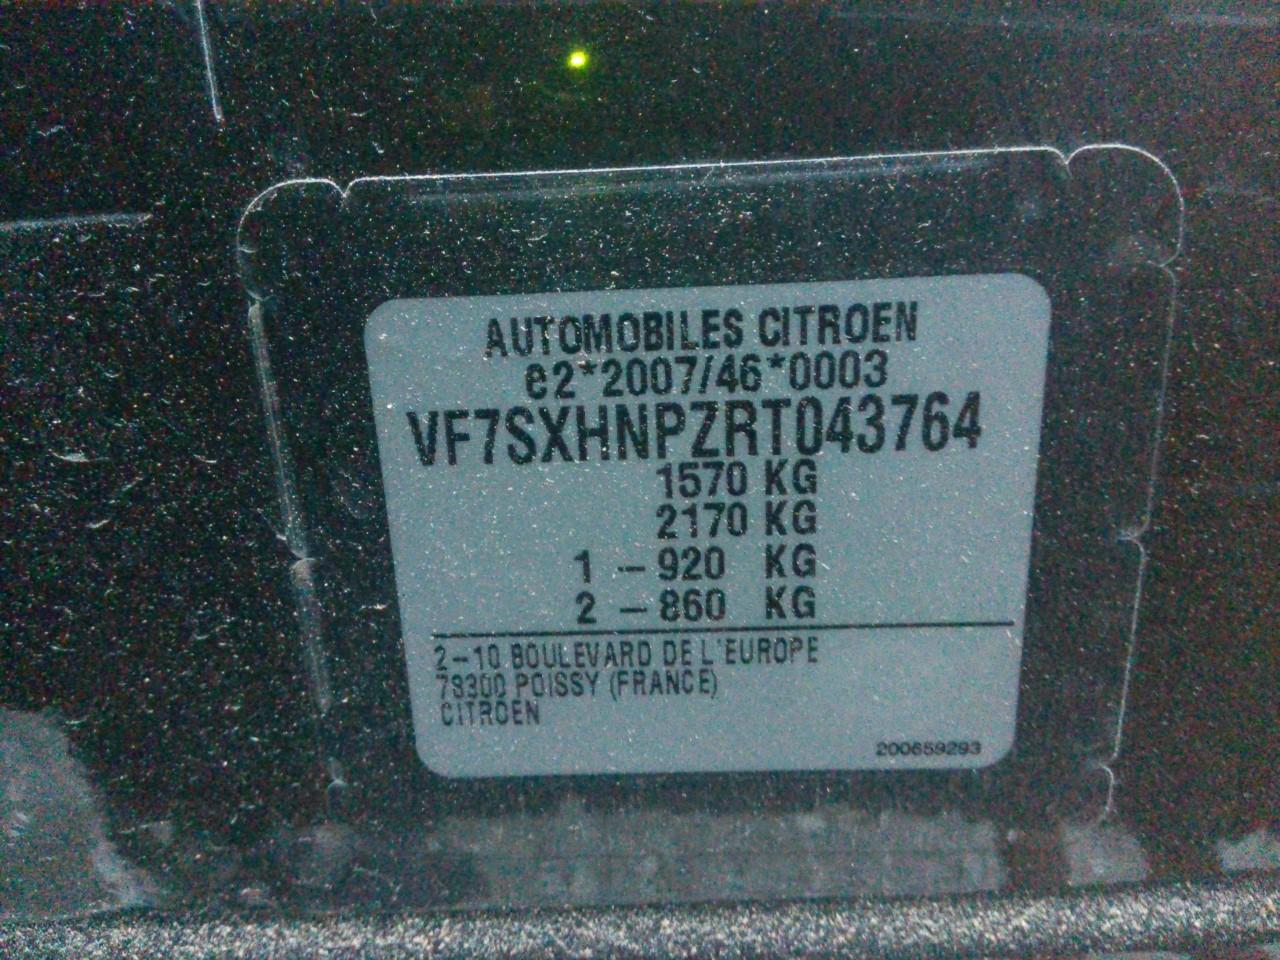 AUTOMOBILES CITROEN
e2*2007/46*0003
VF7SXHNPZRT043764
1570 KG
2170 KG
1 – 920 KG
2 – 860 KG
2-10 BOULEVARD DE L'EUROPE
78300 POISSY (FRANCE)
CITROEN
200659293